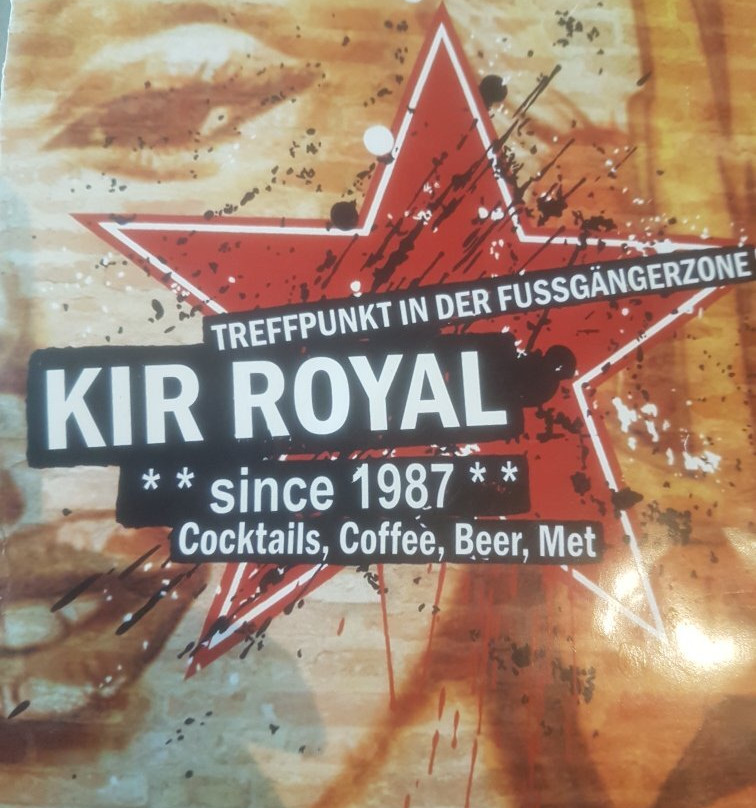 TREFFPUNKT IN DER FUSSGÄNGERZONE
KIR ROYAL
** since 1987 **
Cocktails, Coffee, Beer, Met